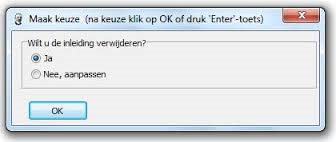 Maak keuze (na keuze klik op OK of druk 'Enter'-toets)
Wilt u de inleiding verwijderen?
Ja
Nee, aanpassen
OK